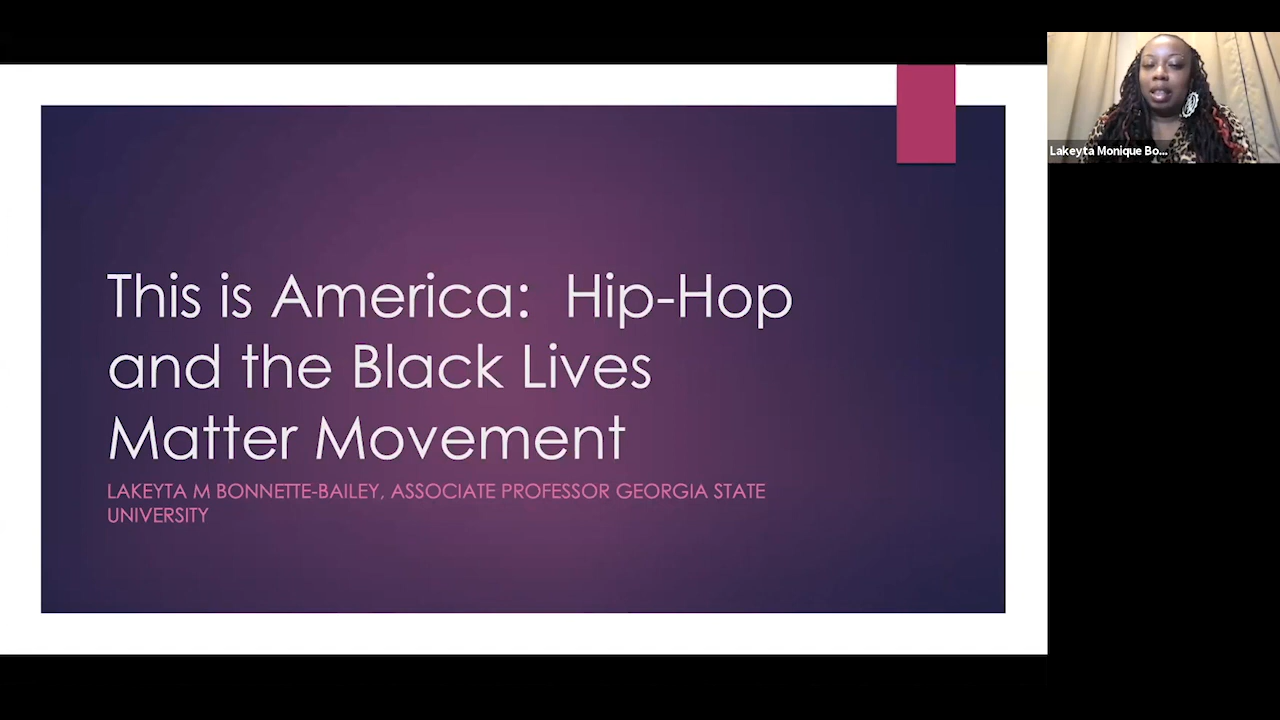 This is America:  Hip-Hop
and the Black Lives
Matter Movement
LAKEYTA M BONNETTE-BAILEY, ASSOCIATE PROFESSOR GEORGIA STATE
UNIVERSITY
Lakeyta Monique Bo...